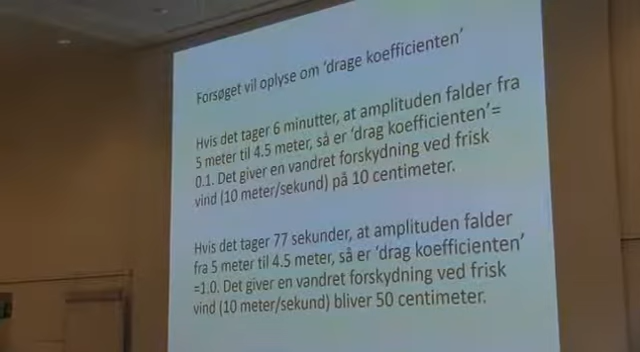 Forsøget vil oplyse om 'drage koefficienten'
Hvis det tager 6 minutter, at amplituden falder fra
5 meter til 4.5 meter, så er 'drag koefficienten'=
0.1. Det giver en vandret forskydning ved frisk
vind (10 meter/sekund) på 10 centimeter.
Hvis det tager 77 sekunder, at amplituden falder
fra 5 meter til 4.5 meter, så er 'drag koefficienten'
=1.0. Det giver en vandret forskydning ved frisk
vind (10 meter/sekund) bliver 50 centimeter.